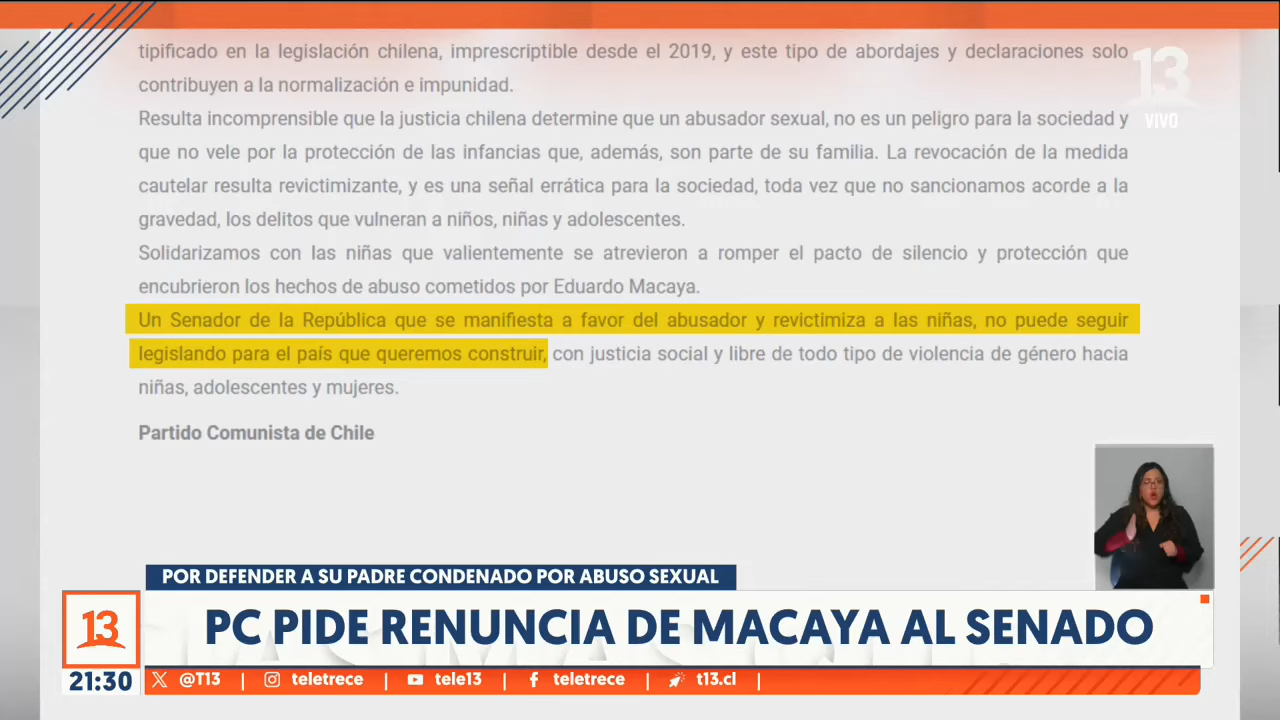 tipificado en la legislación chilena, imprescriptible desde el 2019, y este tipo de abordajes y declaraciones solo
contribuyen a la normalización e impunidad.
13
VIVO
Resulta incomprensible que la justicia chilena determine que un abusador sexual, no es un peligro para la sociedad y
que no vele por la protección de las infancias que, además, son parte de su familia. La revocación de la medida
cautelar resulta revictimizante, y es una señal errática para la sociedad, toda vez que no sancionamos acorde a la
gravedad, los delitos que vulneran a niños, niñas y adolescentes.
Solidarizamos con las niñas que valientemente se atrevieron a romper el pacto de silencio y protección que
encubrieron los hechos de abuso cometidos por Eduardo Macaya.
Un Senador de la República que se manifiesta a favor del abusador y revictimiza a las niñas, no puede seguir
legislando para el país que queremos construir, con justicia social y libre de todo tipo de violencia de género hacia
niñas, adolescentes y mujeres.
Partido Comunista de Chile
POR DEFENDER A SU PADRE CONDENADO POR ABUSO SEXUAL
13
PC PIDE RENUNCIA DE MACAYA AL SENADO
21:30 @T13 | teletrece | tele13 | teletrece | t13.cl |